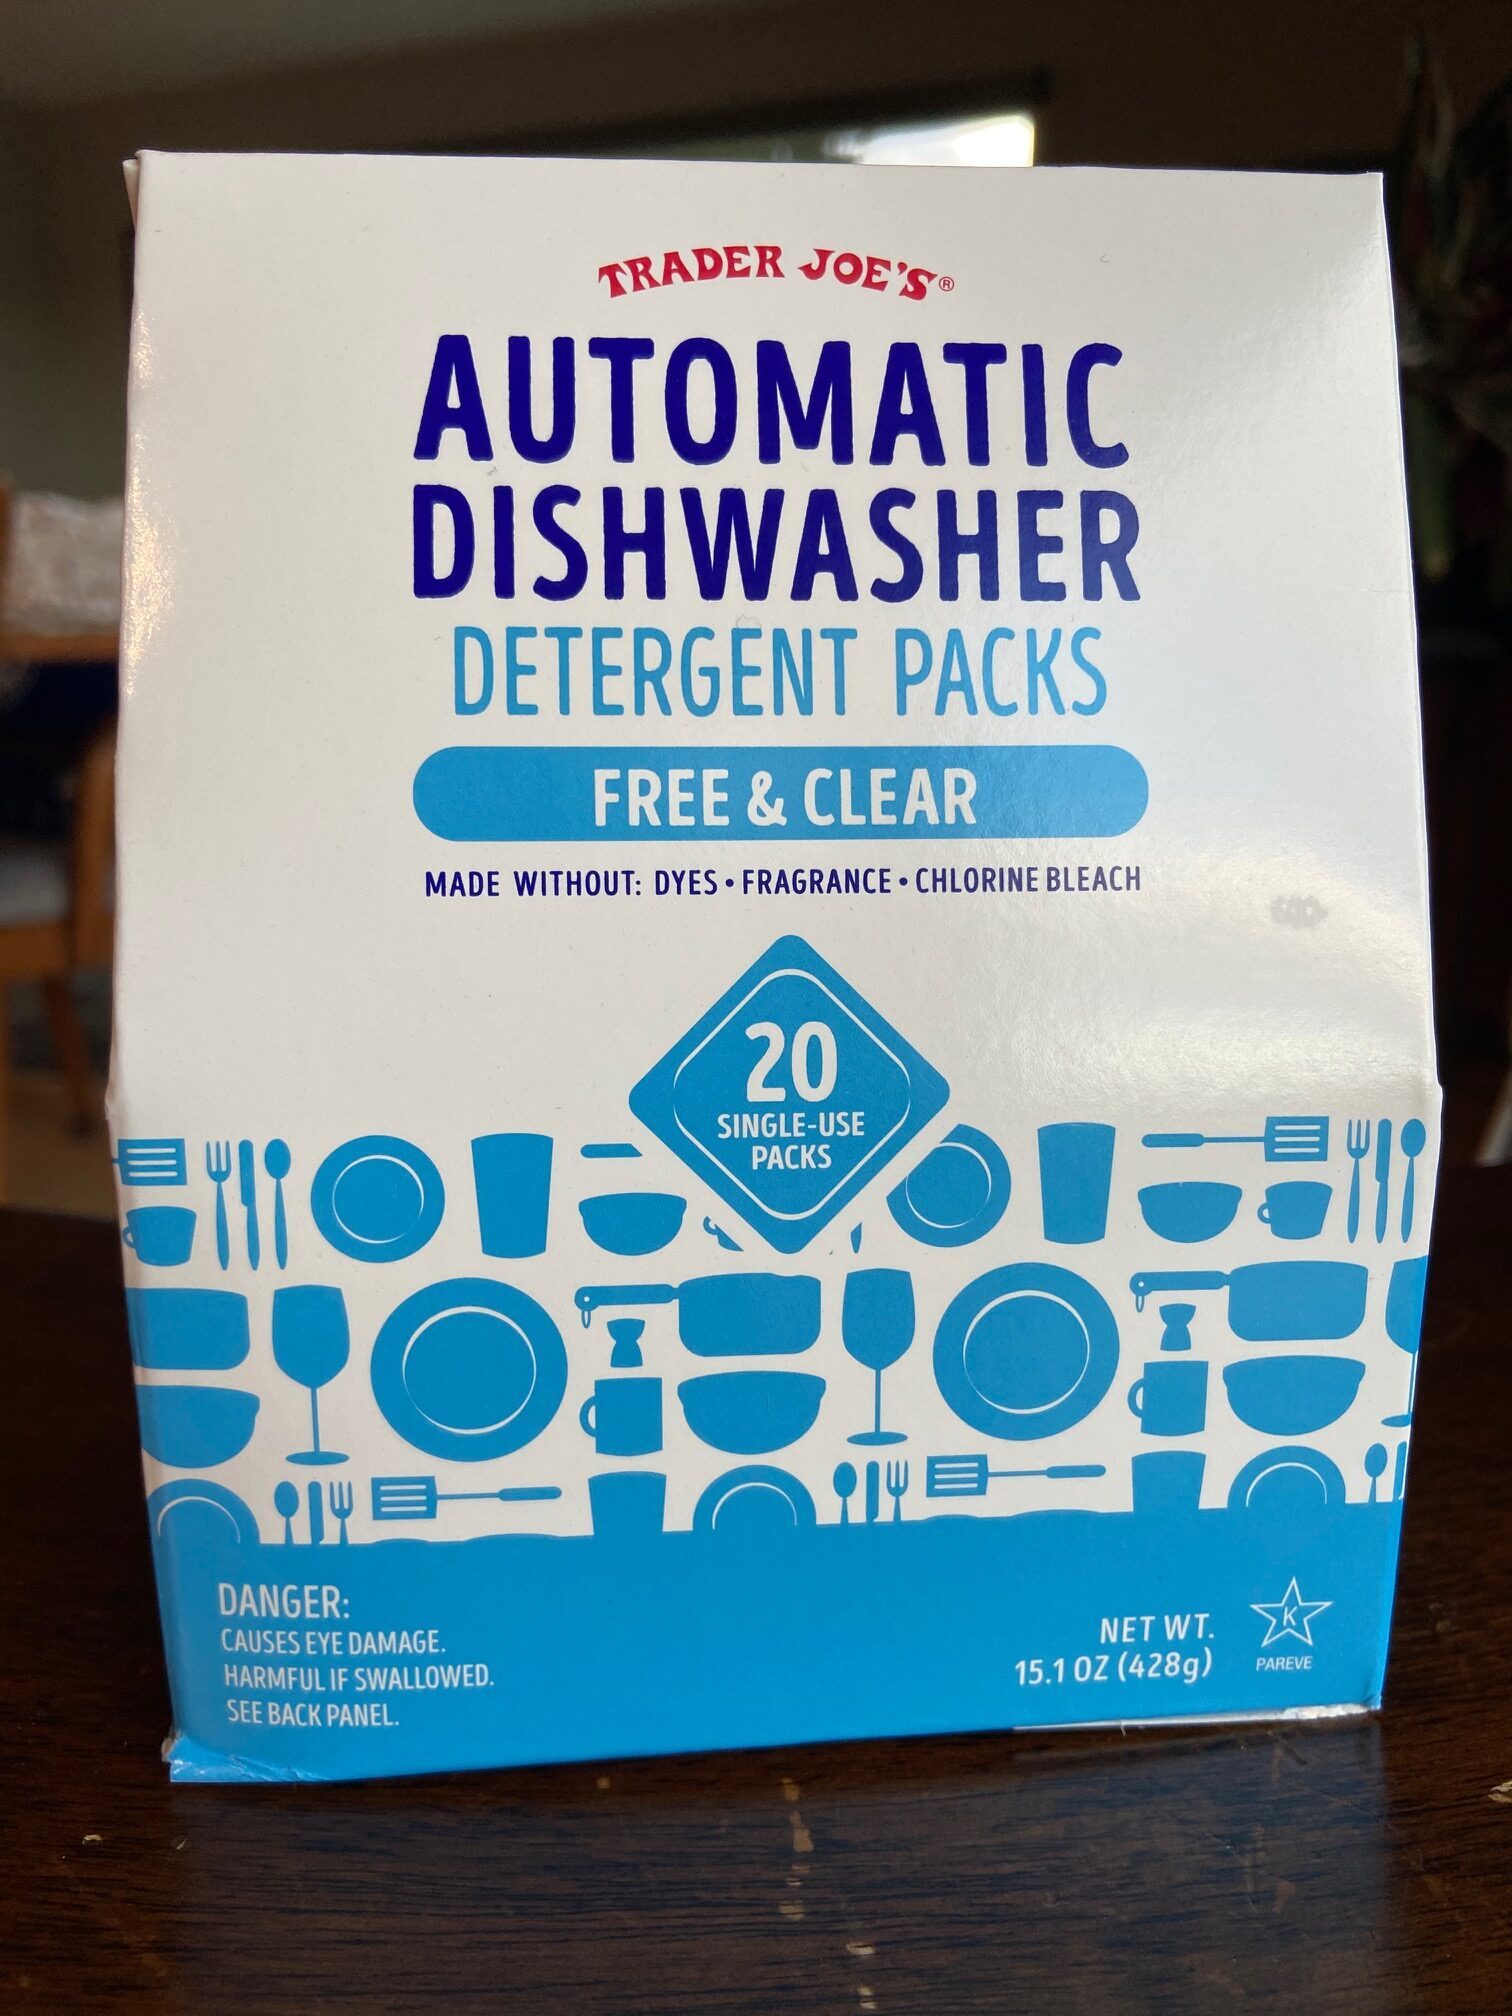 TRADER JOE'S®
AUTOMATIC
DISHWASHER
DETERGENT PACKS
FREE & CLEAR
MADE WITHOUT: DYES • FRAGRANCE • CHLORINE BLEACH
20
SINGLE-USE
PACKS
DANGER:
CAUSES EYE DAMAGE.
HARMFUL IF SWALLOWED.
SEE BACK PANEL.
NET WT.
15.1 OZ (428g)
K
PAREVE